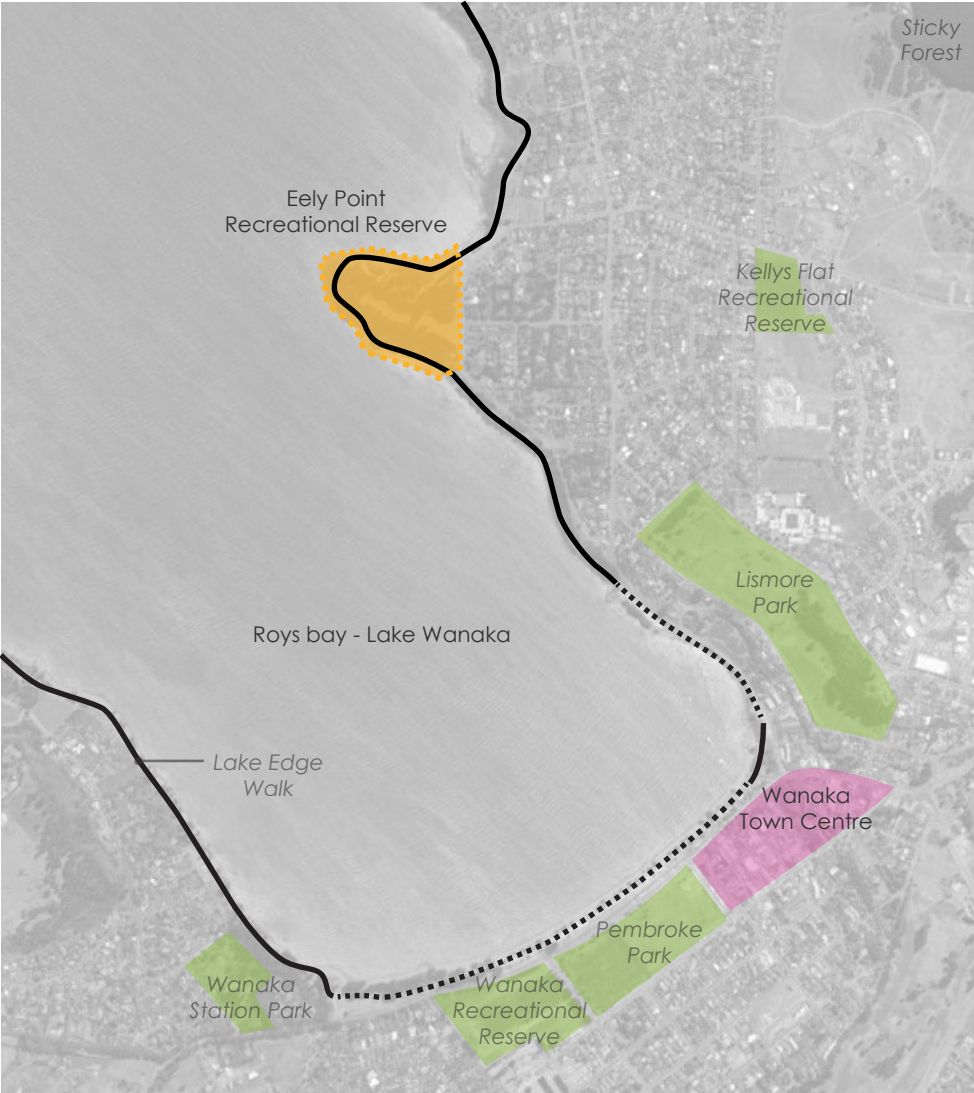 Sticky
Forest
Eely Point
Recreational Reserve
Kellys Flat
Recreational
Reserve
Lismore
Park
Roys bay - Lake Wanaka
Lake Edge
Walk
Wanaka
Town Centre
Pembroke
Park
Wanaka
Station Park
Wanaka
Recreational
Reserve